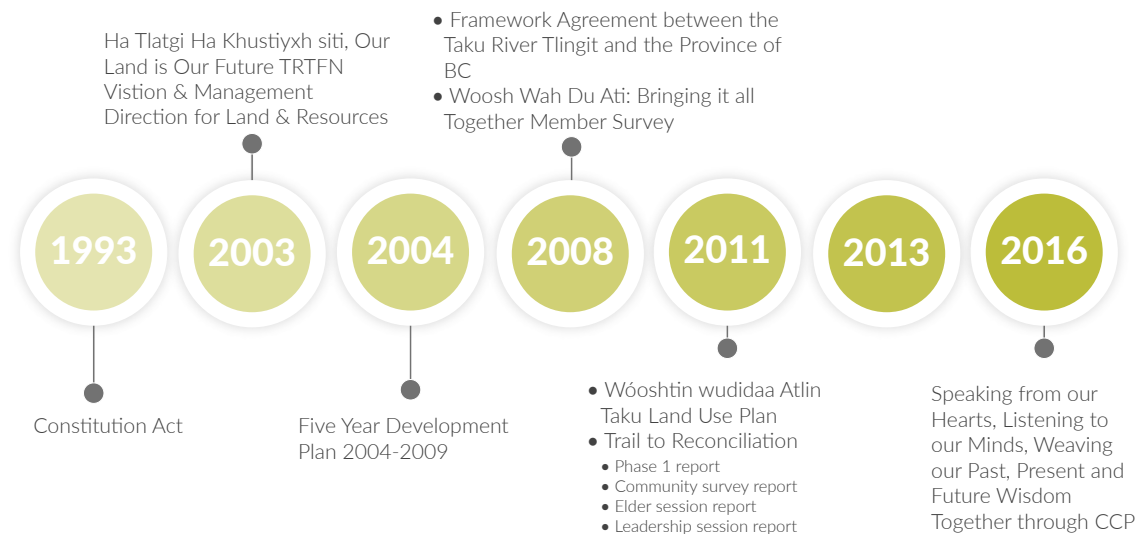 Ha Tlatgi Ha Khustiyxh siti, Our
Land is Our Future TRTFN
Vistion & Management
Direction for Land & Resources
• Framework Agreement between the
Taku River Tlingit and the Province of
BC
• Woosh Wah Du Ati: Bringing it all
Together Member Survey
1993
2003
2004
2008
2011
2013
2016
Constitution Act
Five Year Development
Plan 2004-2009
• Wóoshtin wudidaa Atlin
Taku Land Use Plan
• Trail to Reconciliation
• Phase 1 report
• Community survey report
• Elder session report
• Leadership session report
Speaking from our
Hearts, Listening to
our Minds, Weaving
our Past, Present and
Future Wisdom
Together through CCP